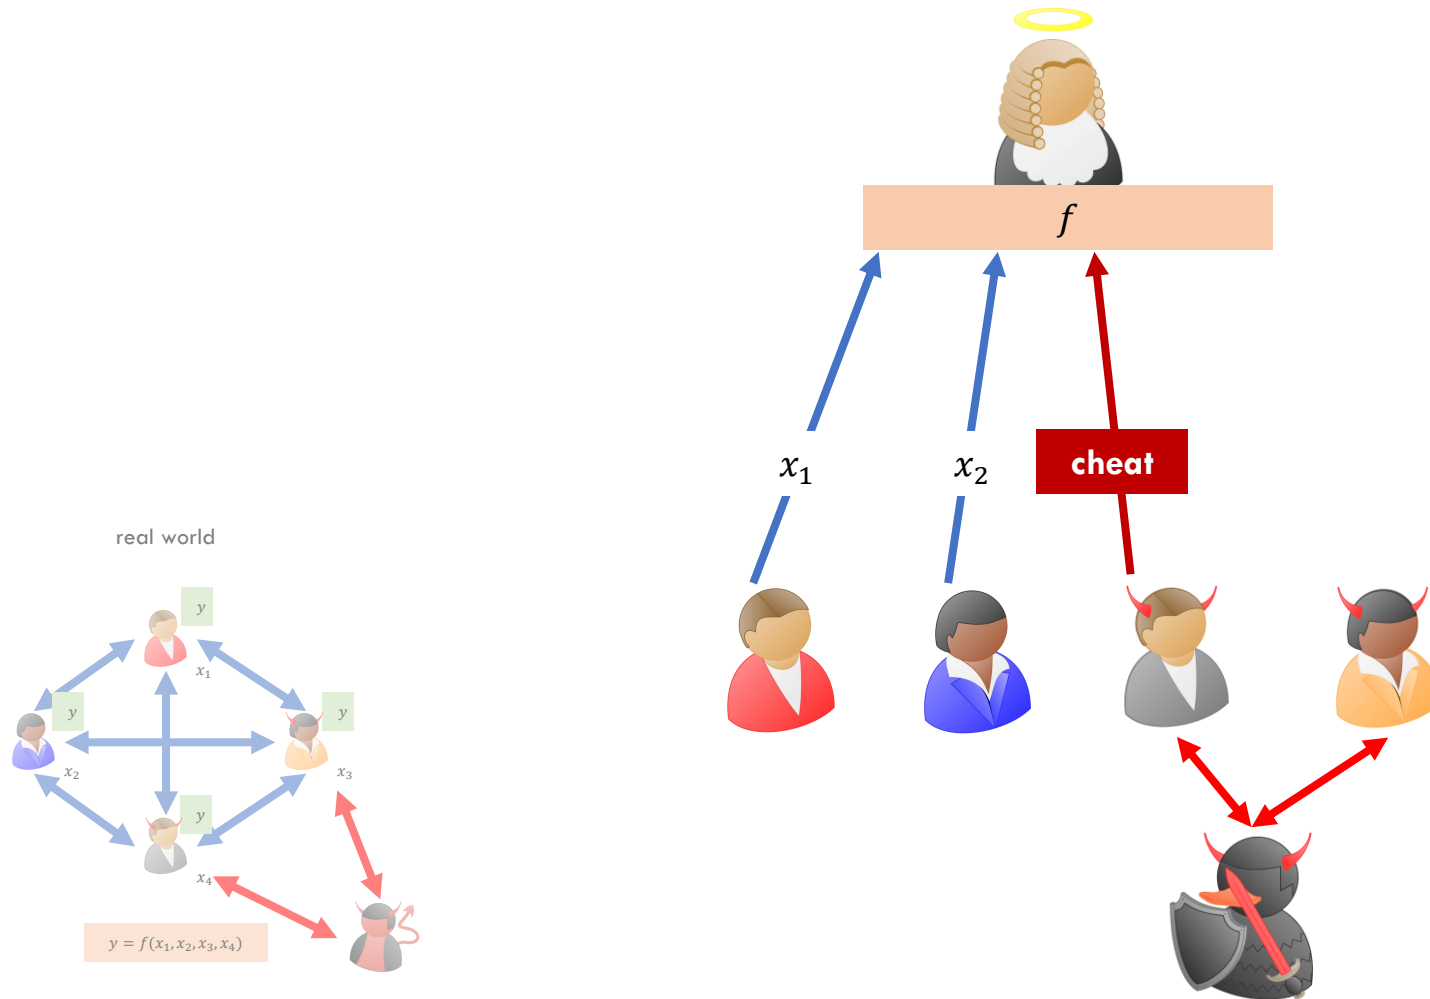 f
x₁
x₂
cheat
real world
y
x₁
y
x₂
y
x₃
y
x₄
y = f(x₁, x₂, x₃, x₄)